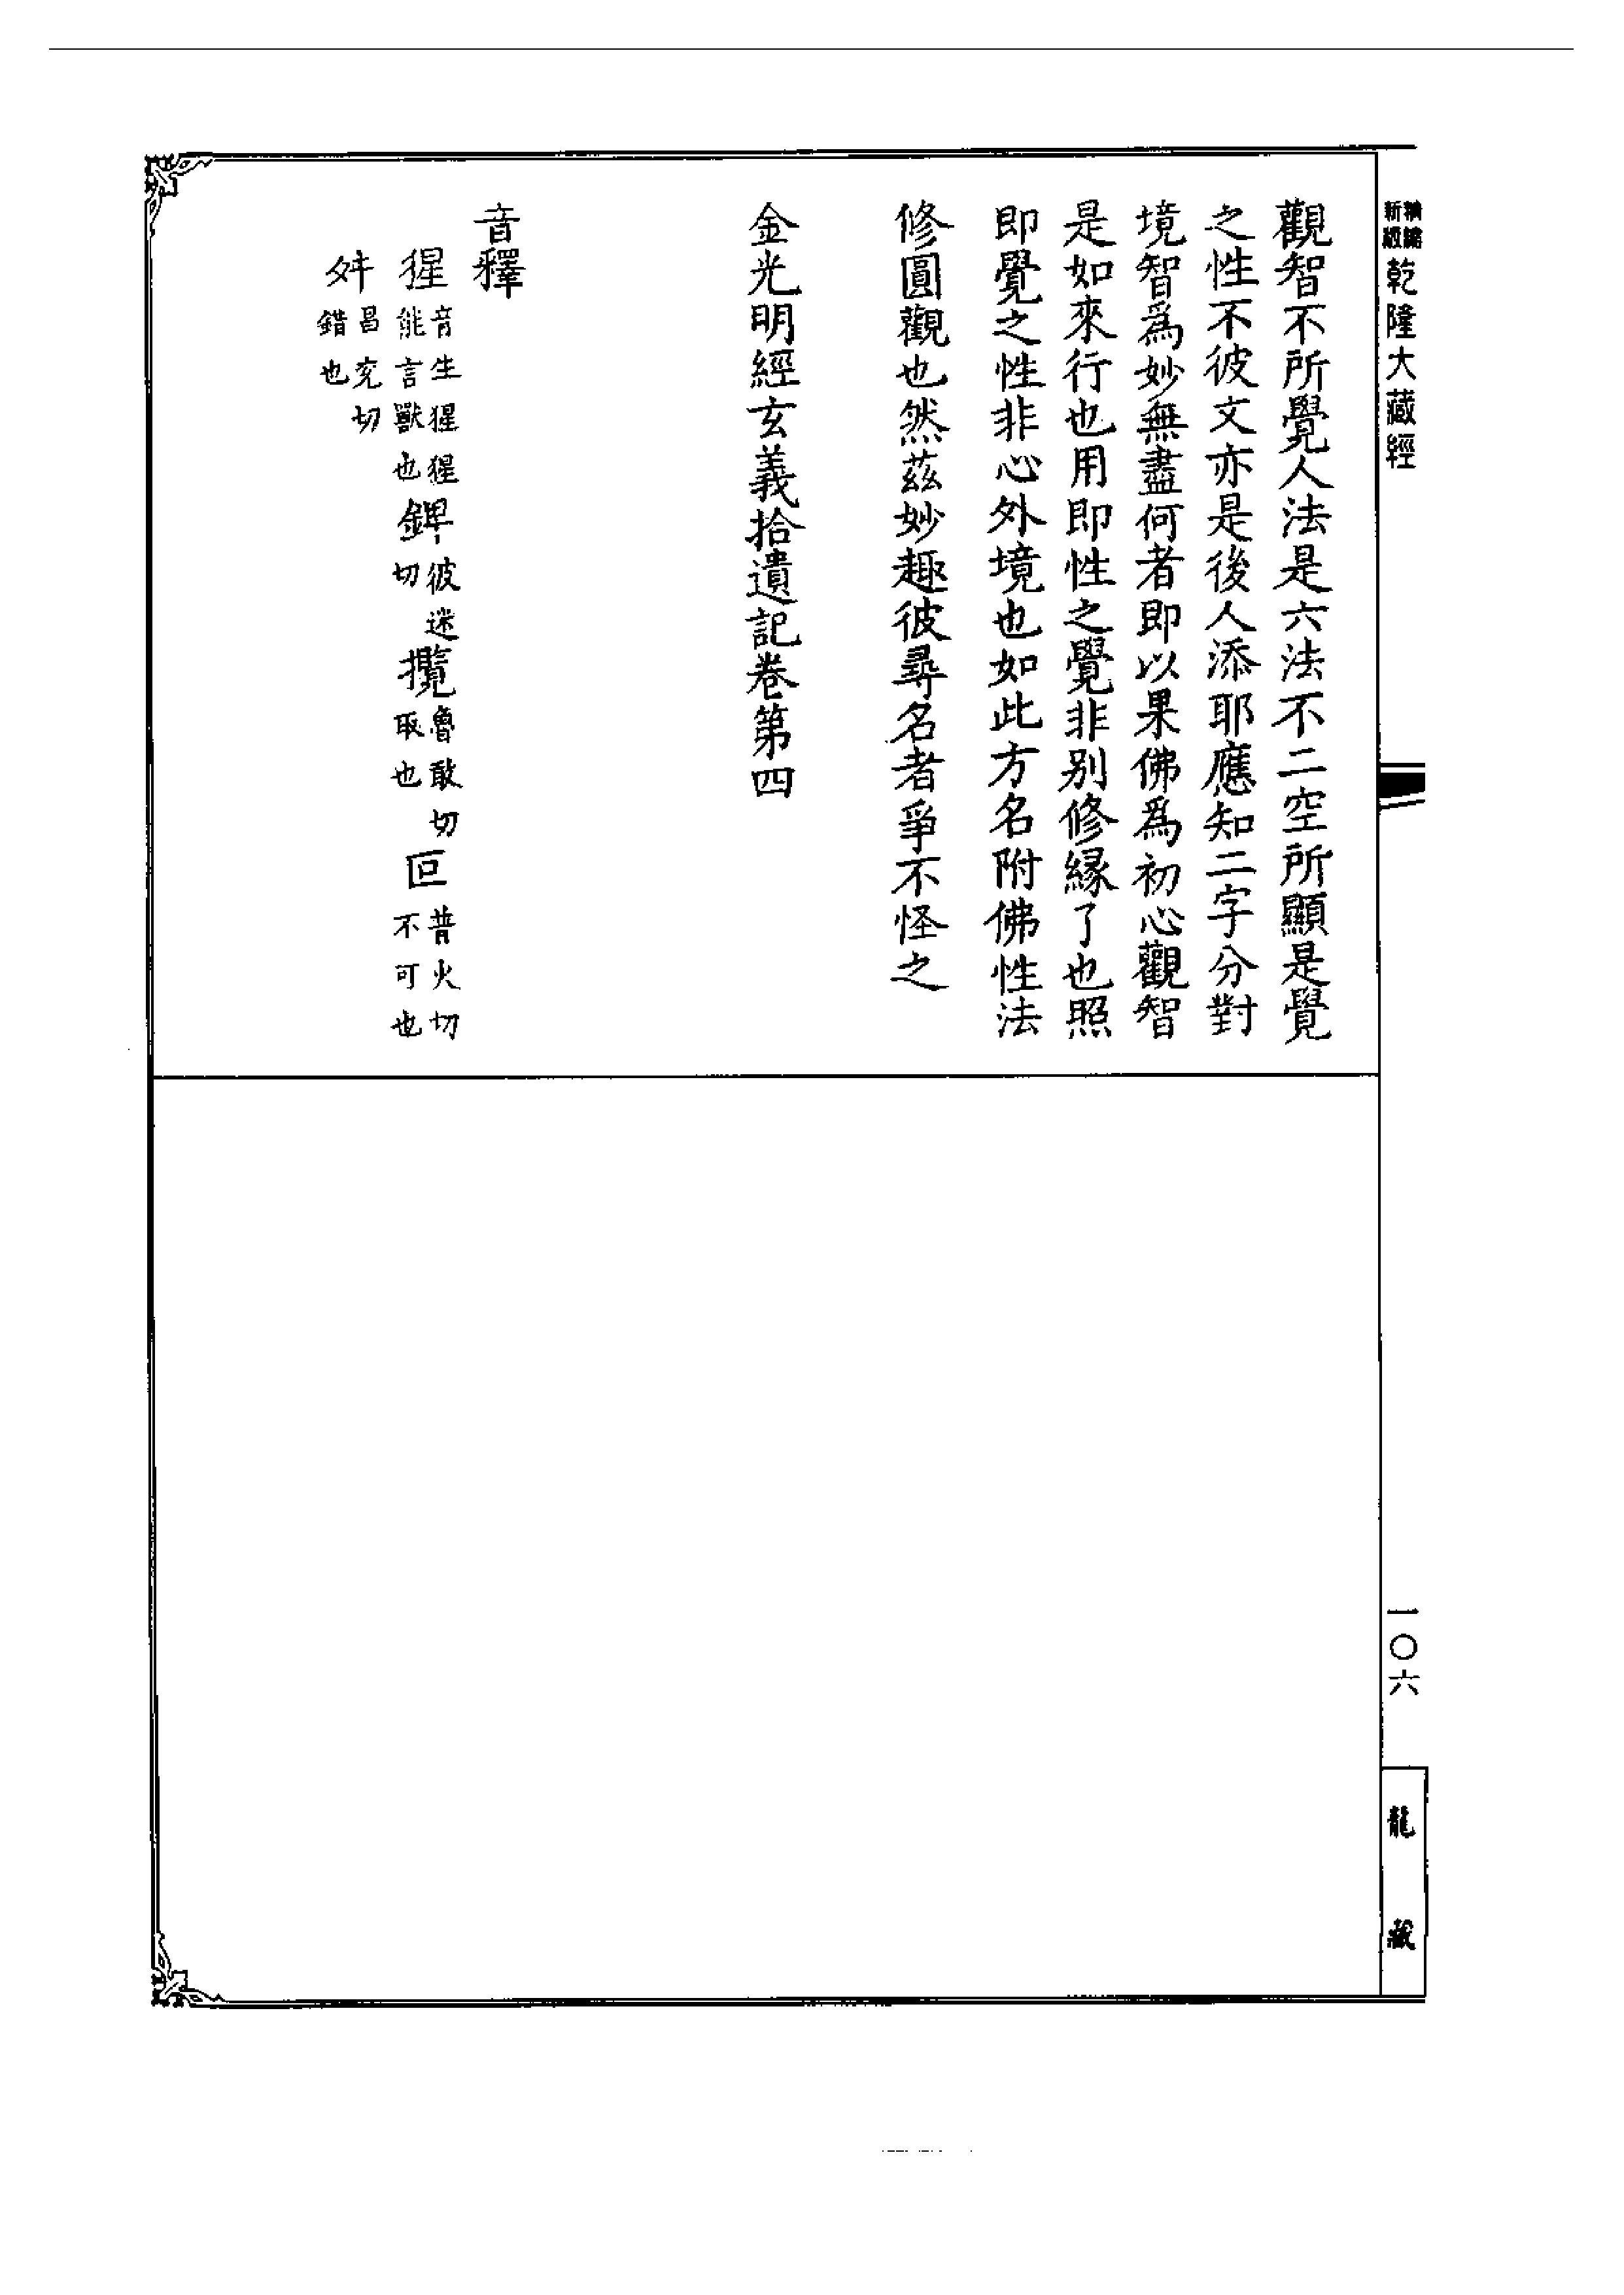 新編縮版乾隆大藏經
觀智不所覺人法是六法不二空所顯是覺
之性不彼文亦是後人添耶應知二字分對
境智為妙無盡何者即以果佛為初心觀智
是如來行也用即性之覺非别修緣了也照
即覺之性非心外境也如此方名附佛性法
修圓觀也然茲妙趣彼尋名者爭不怪之
金光明經玄義拾遺記卷第四
音釋
猩音生猩猩能言獸也錍彼迷切攬魯敢切取也叵普火切不可也
舛昌兖切錯也
一〇六
龍藏